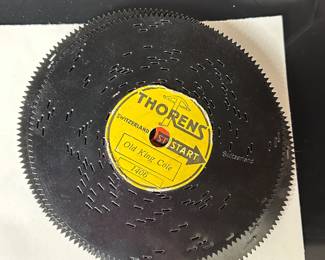 THORENS
SWITZERLAND
START
Old King Cole
1406
Switzerland